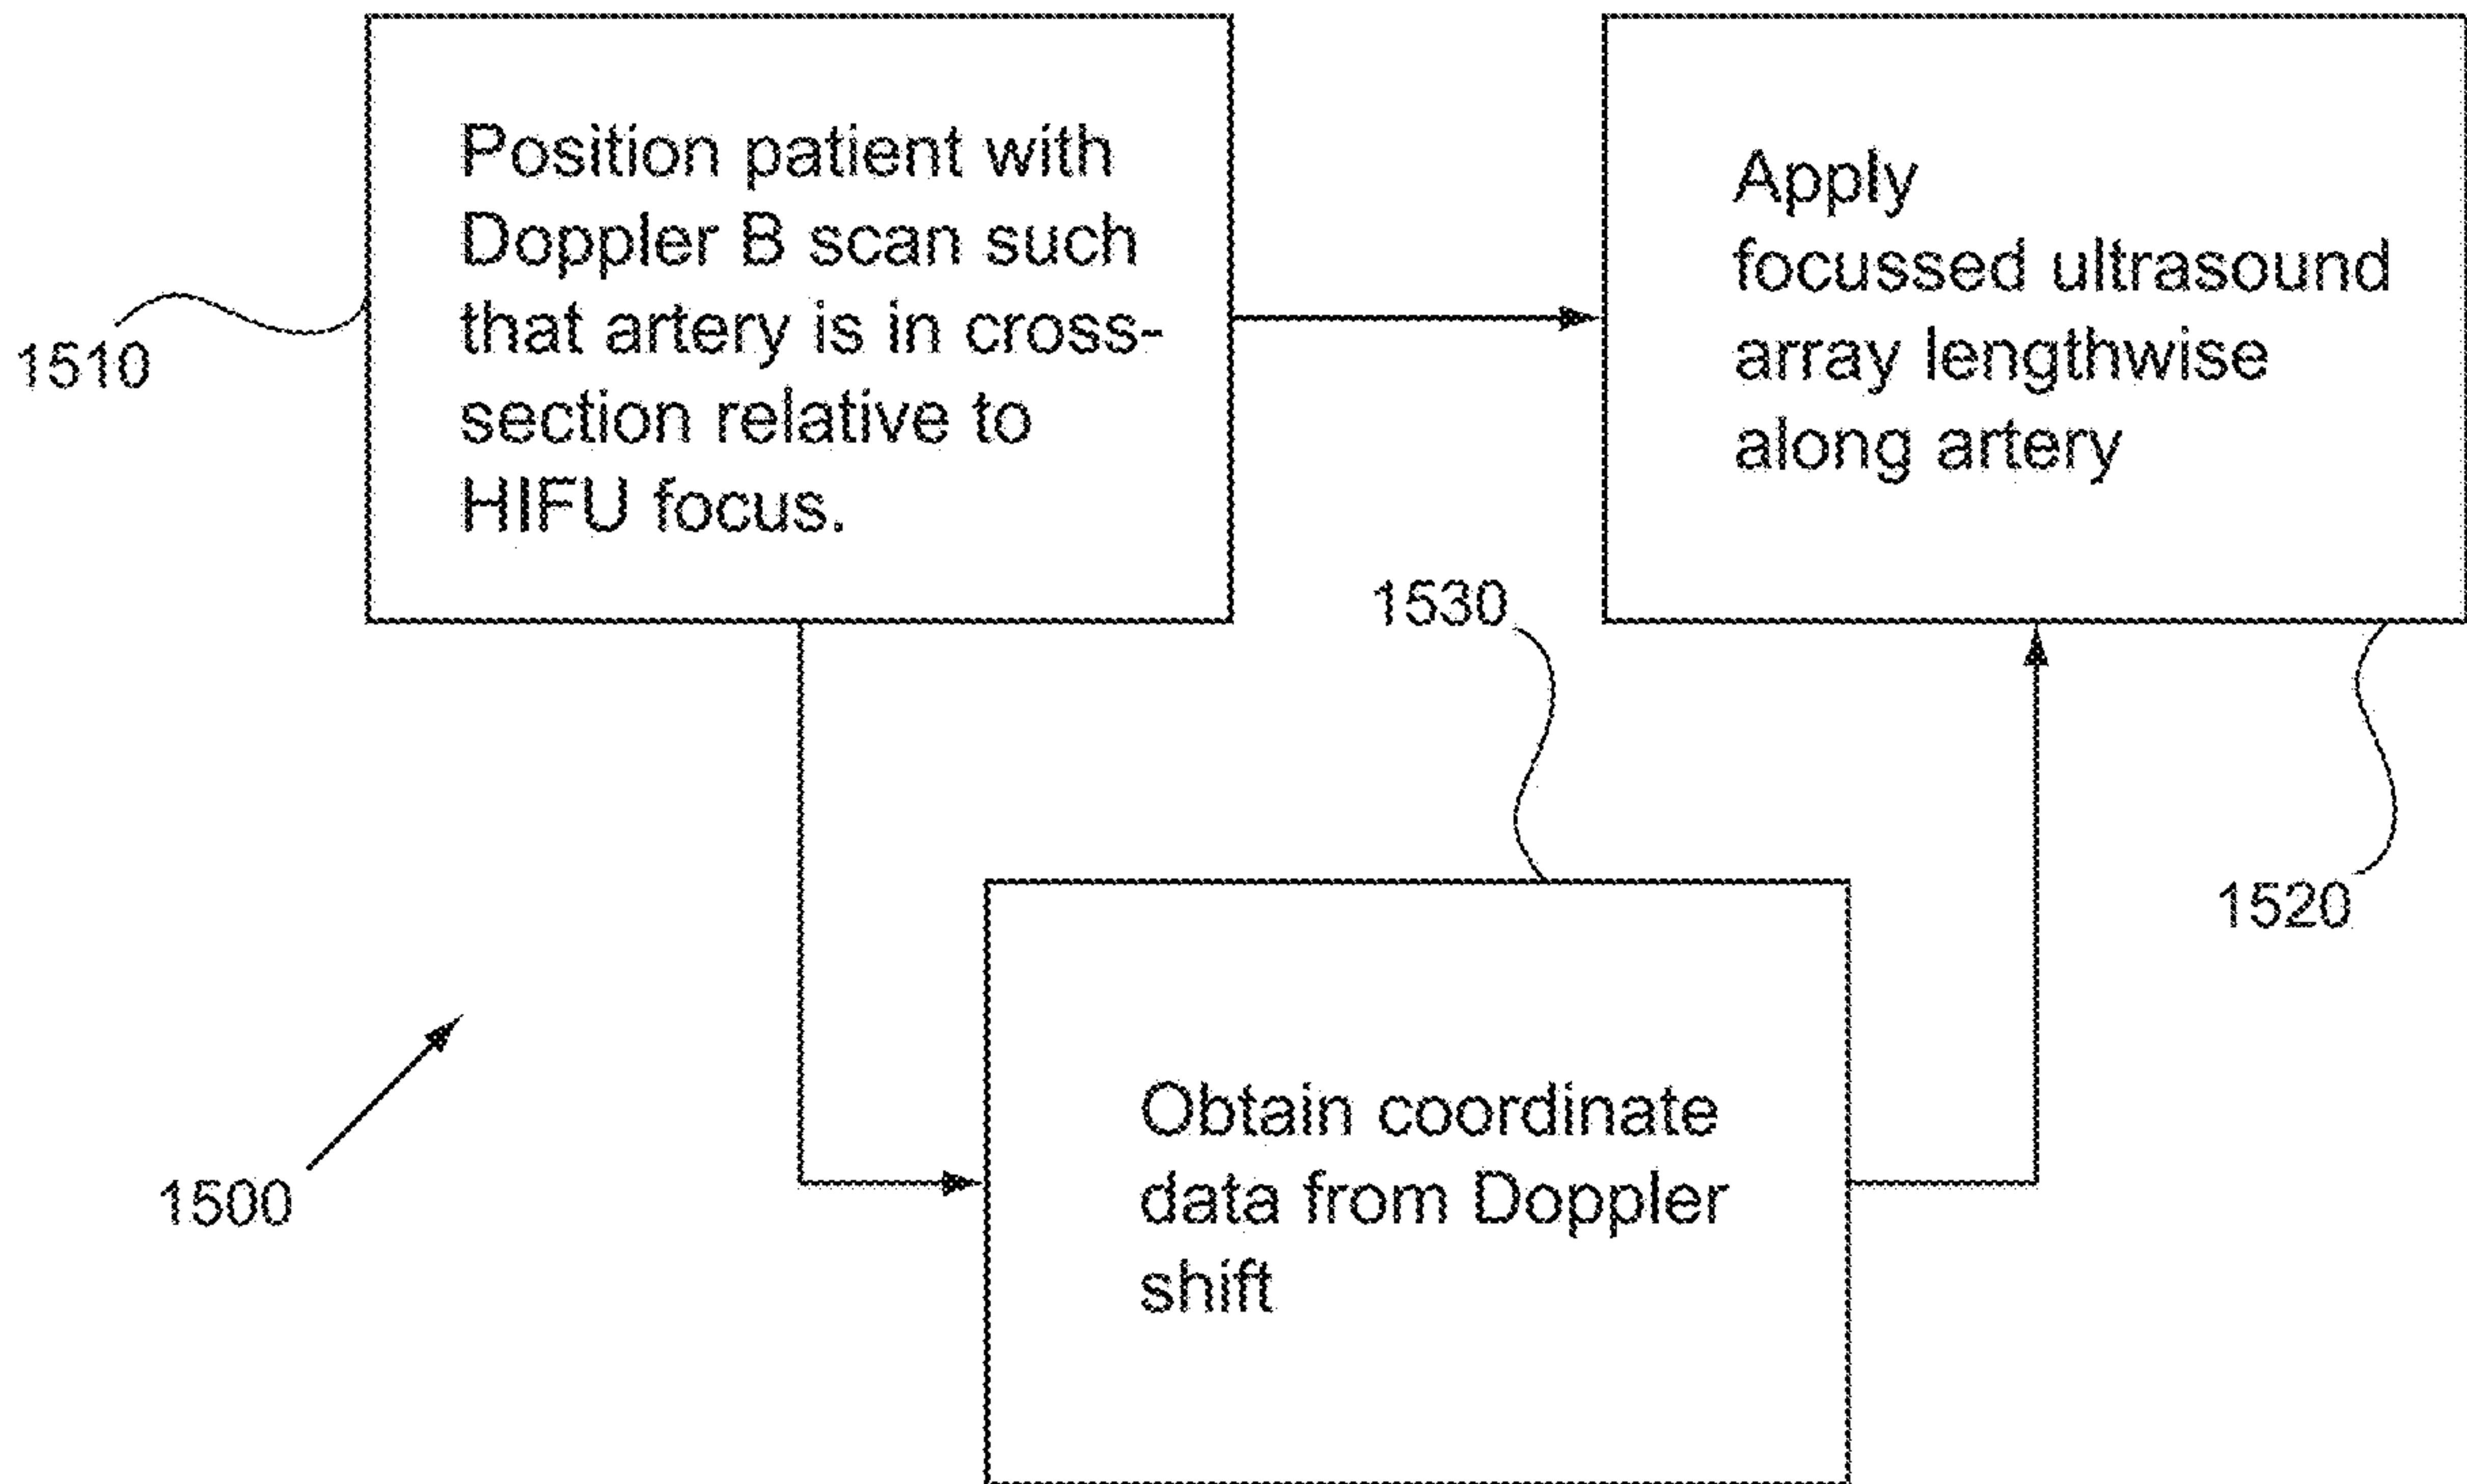 Position patient with
Doppler B scan such
that artery is in cross-
section relative to
HIFU focus.
1510
Apply
focussed ultrasound
array lengthwise
along artery
1530
1520
Obtain coordinate
data from Doppler
shift
1500